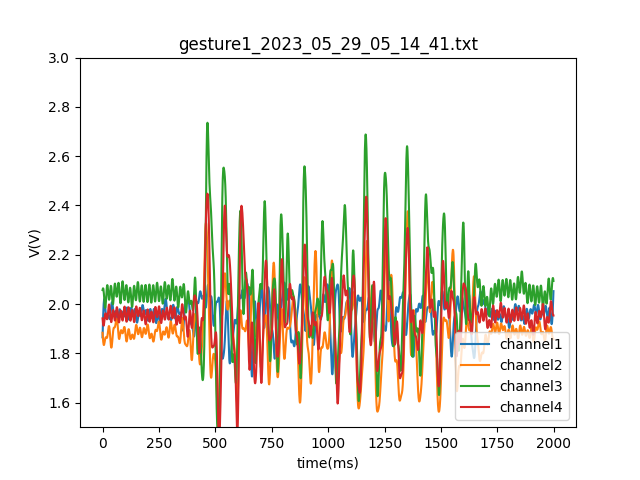 gesture1_2023_05_29_05_14_41.txt
3.0
2.8
2.6
2.4
2.2
2.0
1.8
1.6
V(V)
0 250 500 750 1000 1250 1500 1750 2000
time(ms)
channel1
channel2
channel3
channel4